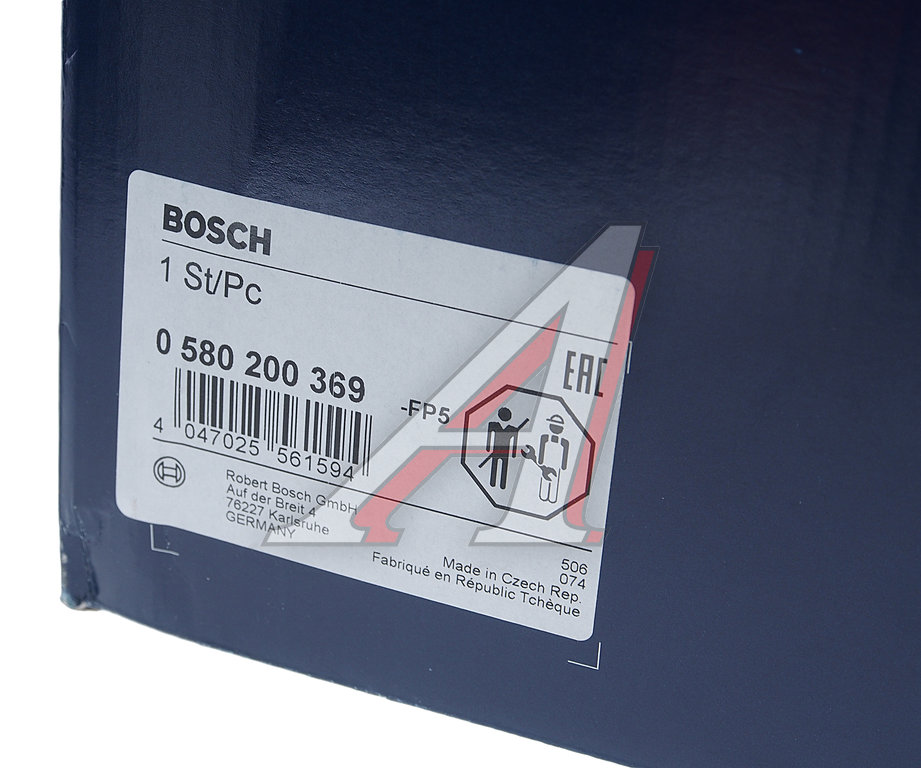 BOSCH
1 St/Pc
0 580 200 369
-FP5
EAC
4 047025 561594
Robert Bosch GmbH
Auf der Breit 4
76227 Karlsruhe
GERMANY
506
074
Made in Czech Rep.
Fabriqué en République Tchèque